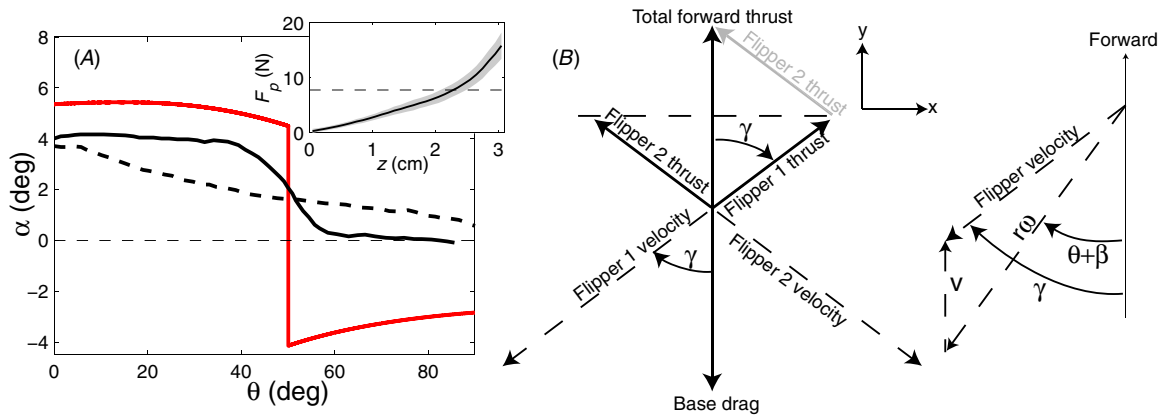 (A)
8
6
4
2
0
−2
−4
α (deg)
0
20
40
60
80
θ (deg)
20
10
0
F_p (N)
0
1
2
3
z (cm)
(B)
Total forward thrust
Flipper 2 thrust
y
x
γ
Flipper 2 thrust
Flipper 1 thrust
Flipper 1 velocity
γ
Flipper 2 velocity
Base drag
Forward
Flipper velocity
rω
θ+β
v
γ